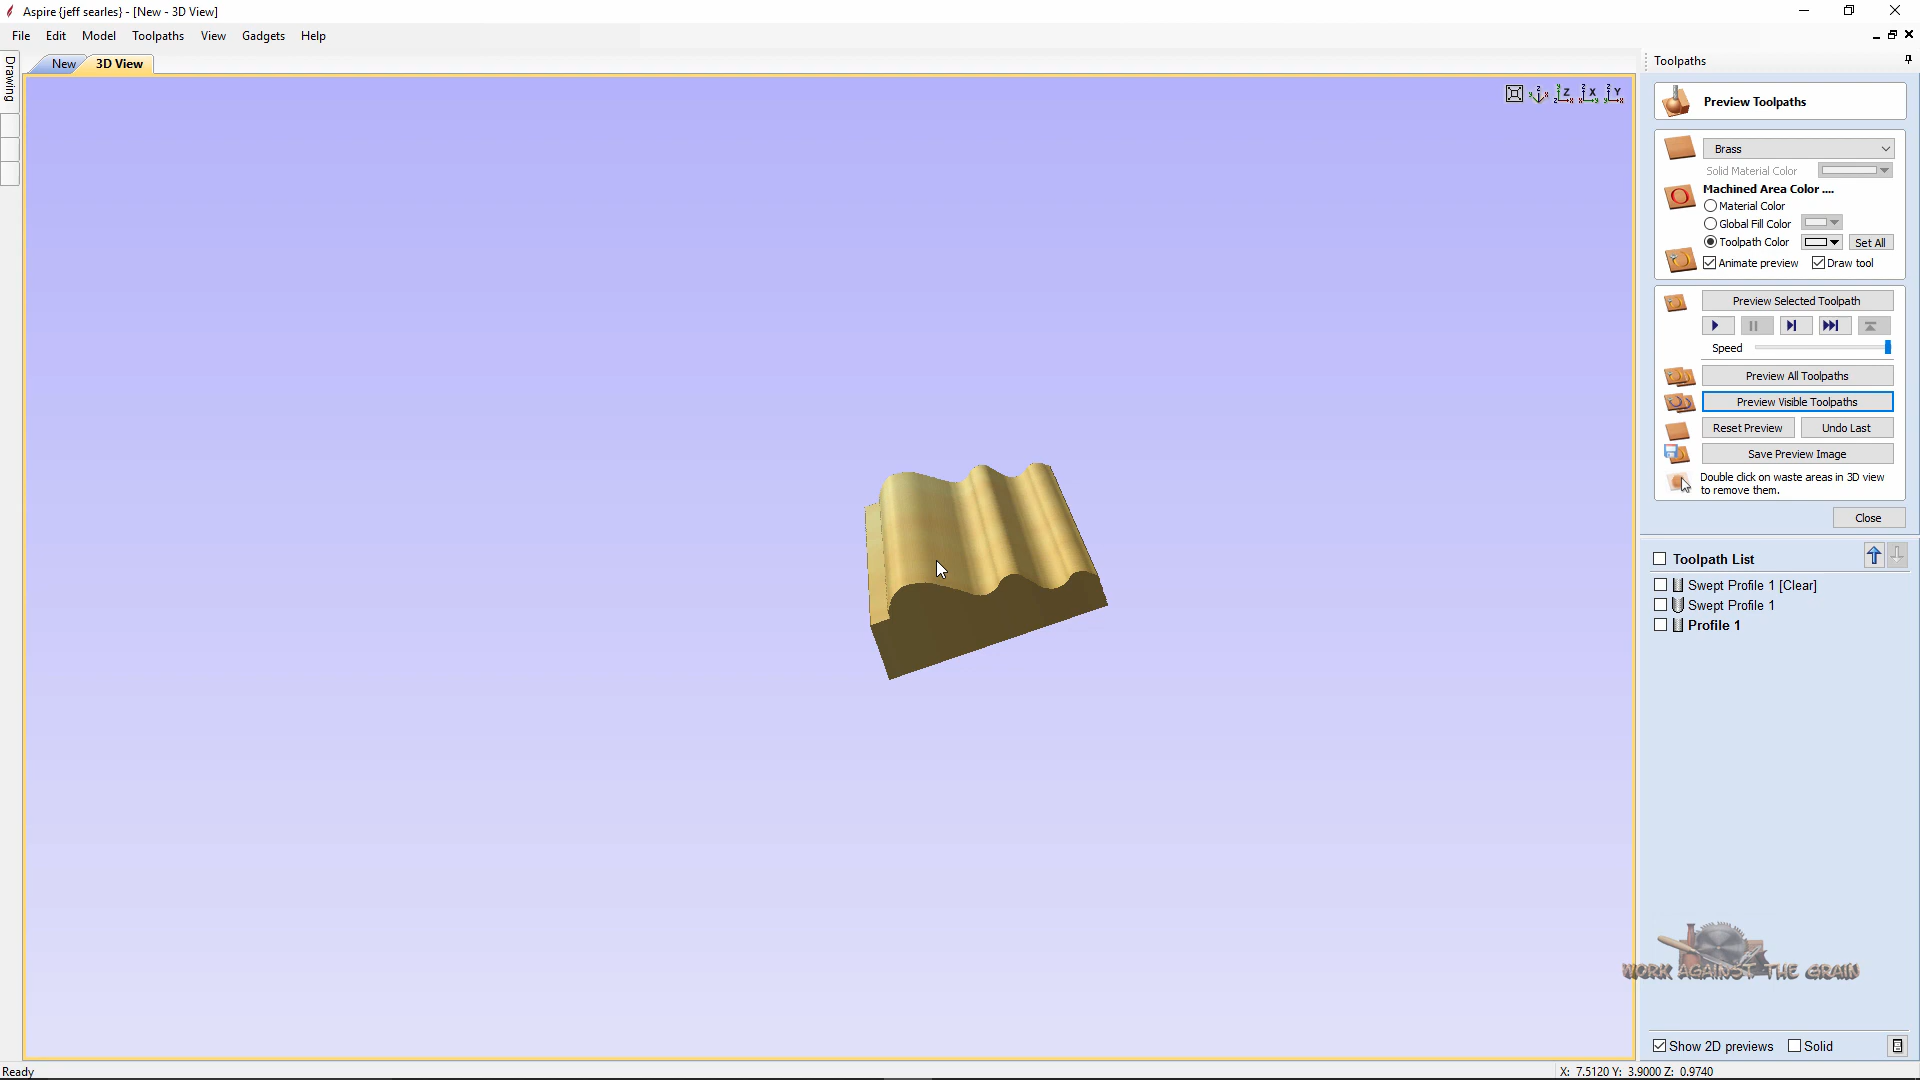 Aspire {jeff searles} - [New - 3D View]
File Edit Model Toolpaths View Gadgets Help
Drawing
New 3D View
Toolpaths
Preview Toolpaths
Brass
Solid Material Color
Machined Area Color ....
Material Color
Global Fill Color
Toolpath Color Set All
Animate preview Draw tool
Preview Selected Toolpath
Speed
Preview All Toolpaths
Preview Visible Toolpaths
Reset Preview Undo Last
Save Preview Image
Double click on waste areas in 3D view
to remove them.
Close
Toolpath List
Swept Profile 1 [Clear]
Swept Profile 1
Profile 1
WORK AGAINST THE GRAIN
Show 2D previews Solid
Ready
X: 7.5120 Y: 3.9000 Z: 0.9740